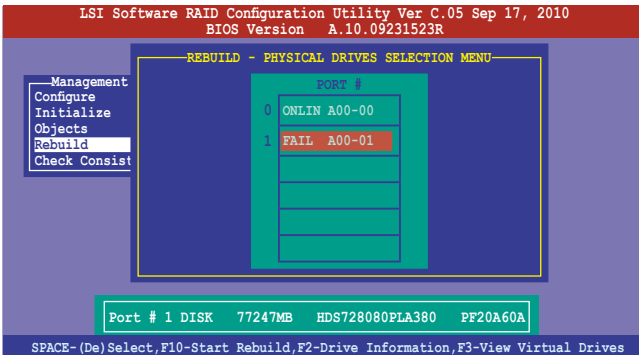 LSI Software RAID Configuration Utility Ver C.05 Sep 17, 2010
BIOS Version A.10.09231523R
REBUILD - PHYSICAL DRIVES SELECTION MENU
Management
Configure
Initialize
Objects
Rebuild
Check Consist
PORT #
0 ONLIN A00-00
1 FAIL A00-01
Port # 1 DISK 77247MB HDS728080PLA380 PF20A60A
SPACE-(De)Select,F10-Start Rebuild,F2-Drive Information,F3-View Virtual Drives